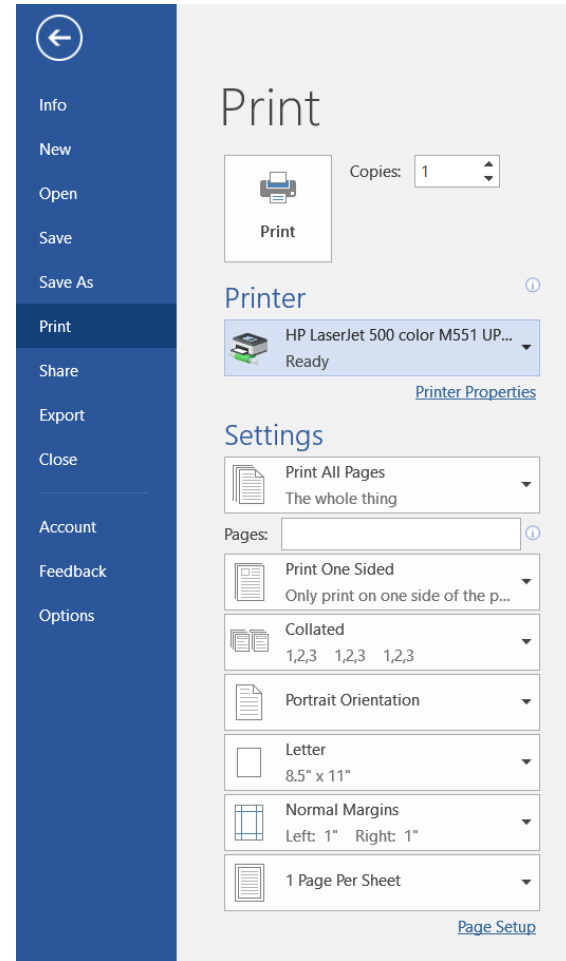 Info
New
Open
Save
Save As
Print
Share
Export
Close
Account
Feedback
Options
Print
Print
Copies: 1
Printer
HP LaserJet 500 color M551 UP...
Ready
Printer Properties
Settings
Print All Pages
The whole thing
Pages:
Print One Sided
Only print on one side of the p...
Collated
1,2,3 1,2,3 1,2,3
Portrait Orientation
Letter
8.5" x 11"
Normal Margins
Left: 1" Right: 1"
1 Page Per Sheet
Page Setup